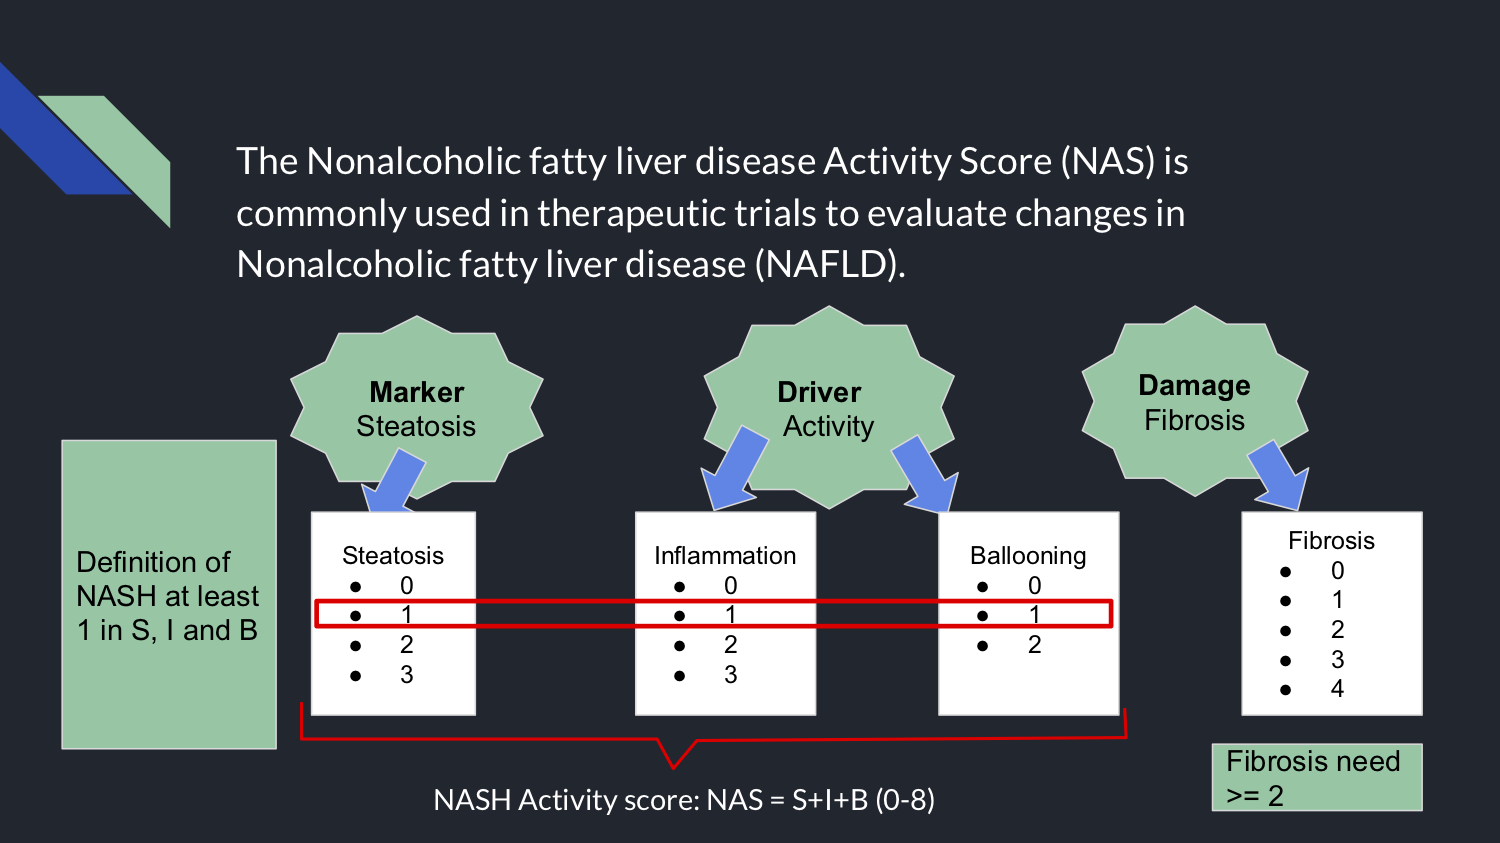 The Nonalcoholic fatty liver disease Activity Score (NAS) is
commonly used in therapeutic trials to evaluate changes in
Nonalcoholic fatty liver disease (NAFLD).
Marker
Steatosis
Driver
Activity
Damage
Fibrosis
Definition of
NASH at least
1 in S, I and B
Steatosis
● 0
● 1
● 2
● 3
Inflammation
● 0
● 1
● 2
● 3
Ballooning
● 0
● 1
● 2
Fibrosis
● 0
● 1
● 2
● 3
● 4
Fibrosis need
>= 2
NASH Activity score: NAS = S+I+B (0-8)